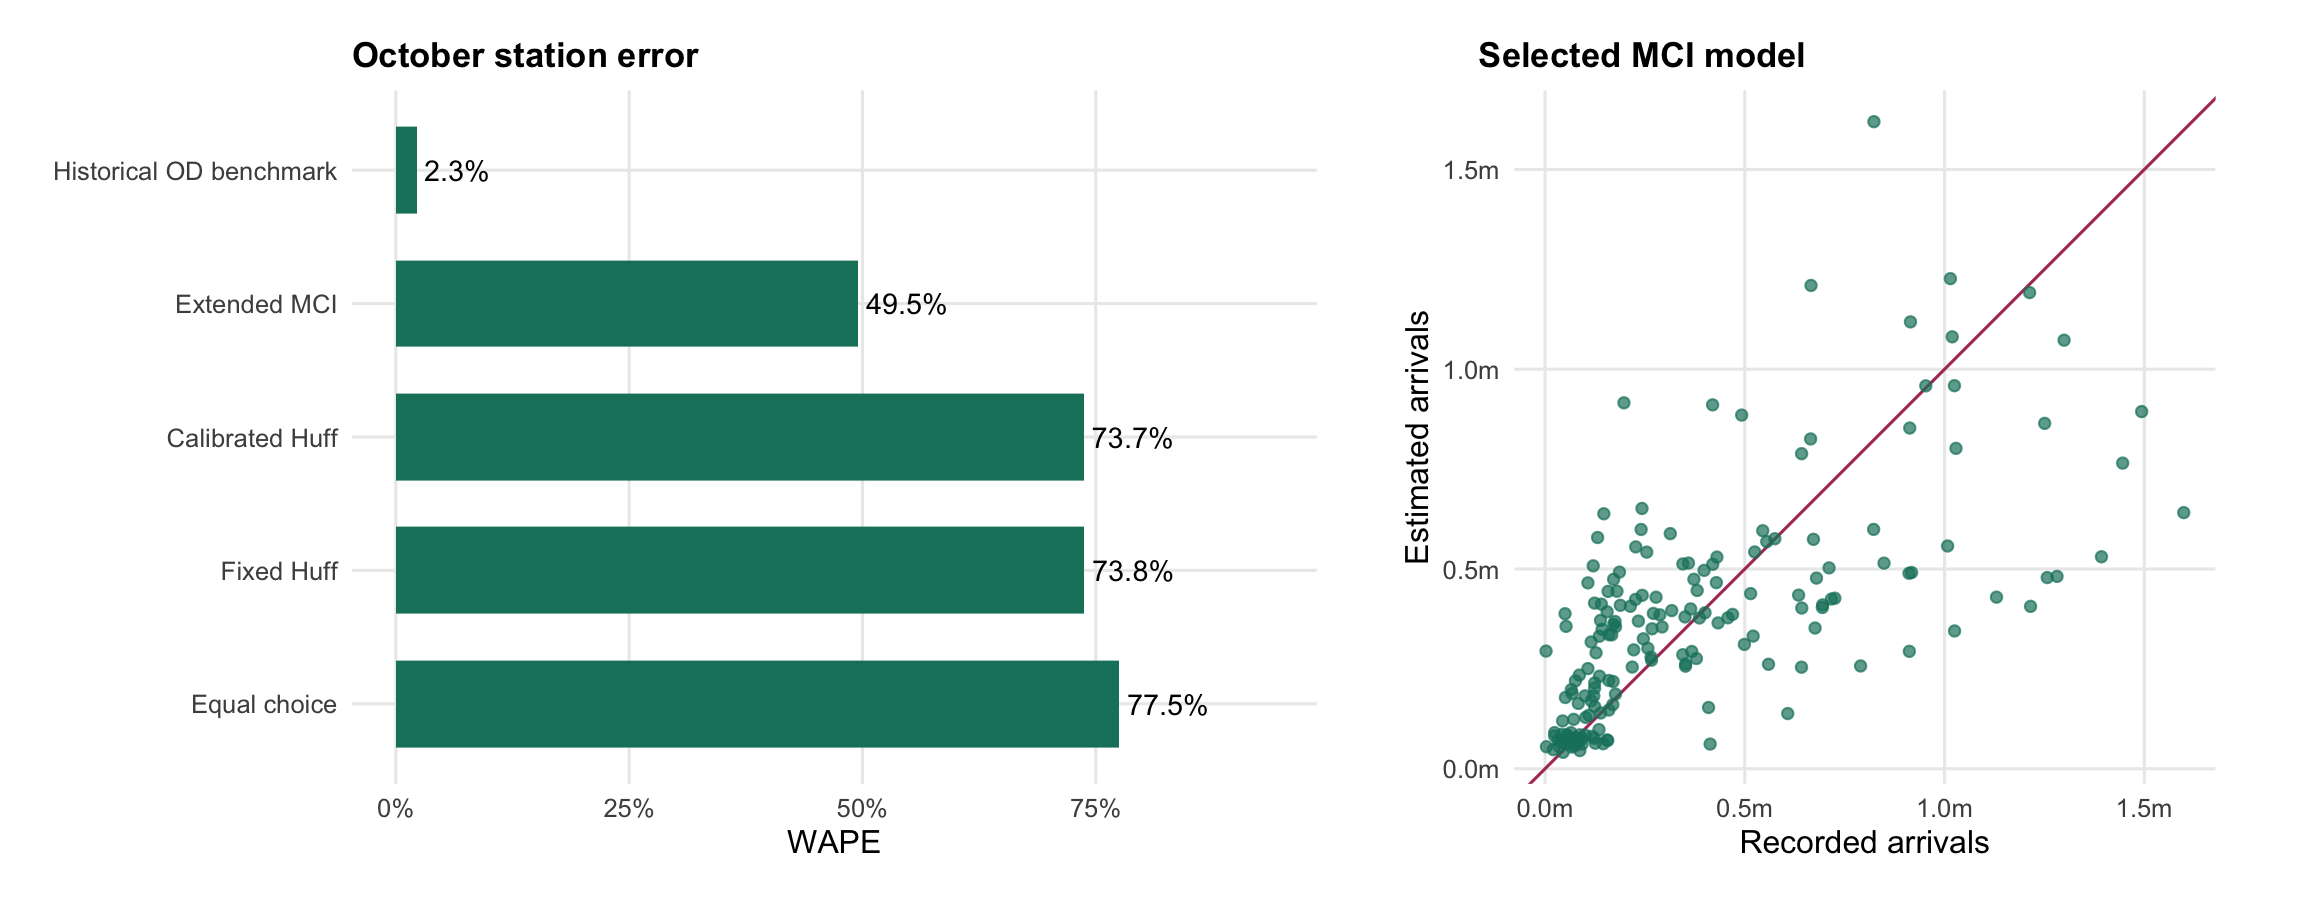 October station error
Historical OD benchmark
2.3%
Extended MCI
49.5%
Calibrated Huff
73.7%
Fixed Huff
73.8%
Equal choice
77.5%
0%
25%
50%
75%
WAPE
Selected MCI model
Estimated arrivals
1.5m
1.0m
0.5m
0.0m
0.0m
0.5m
1.0m
1.5m
Recorded arrivals